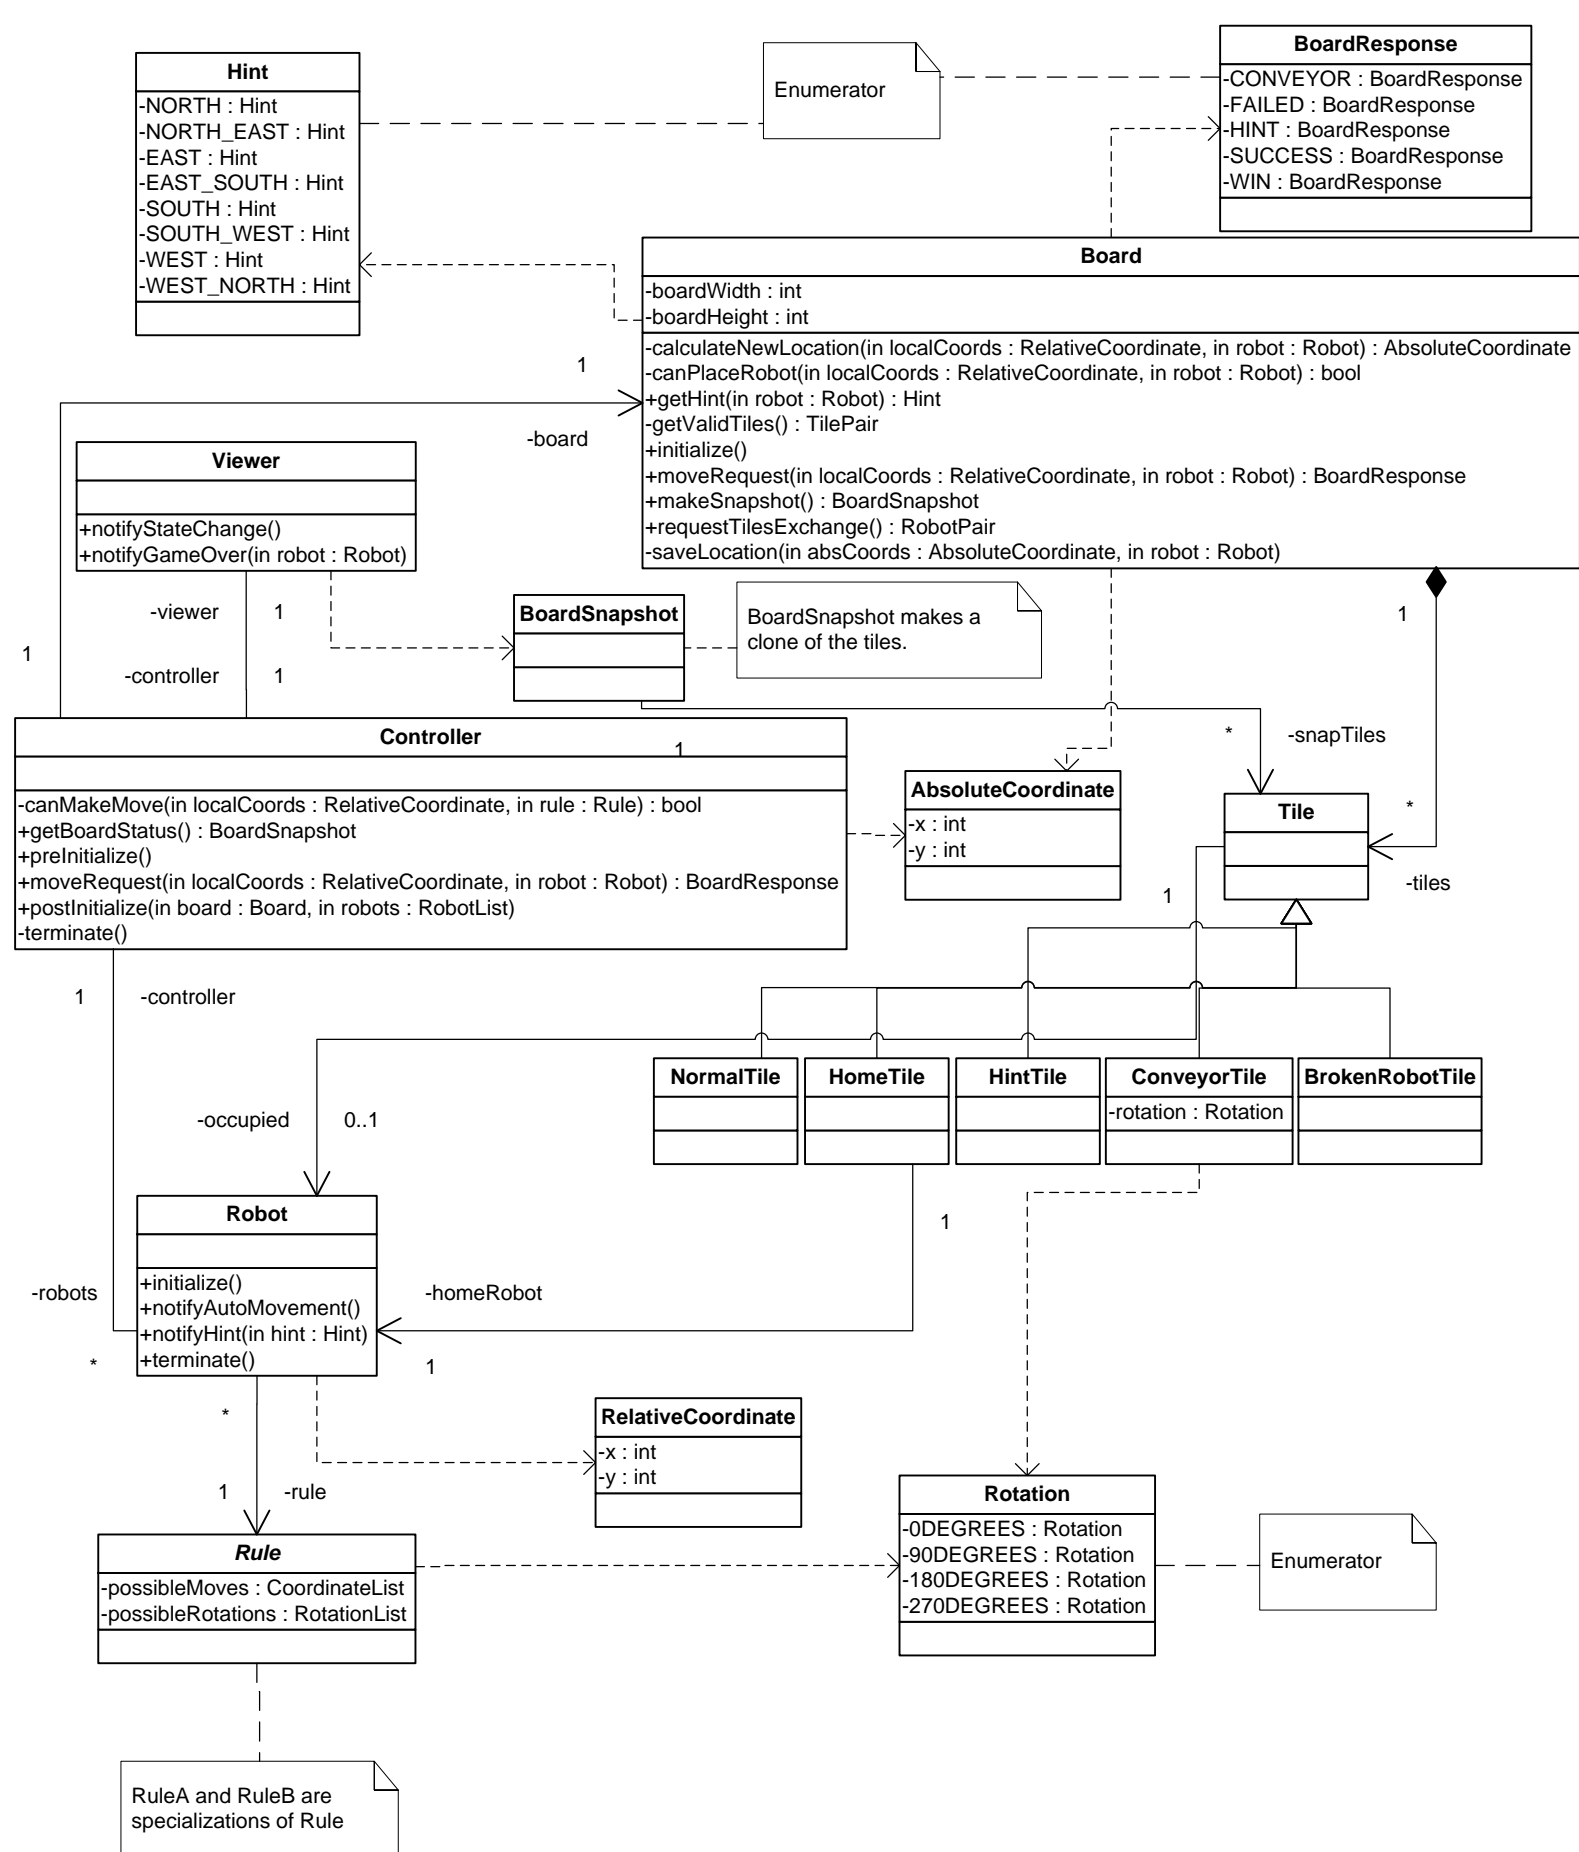 Hint
-NORTH : Hint
-NORTH_EAST : Hint
-EAST : Hint
-EAST_SOUTH : Hint
-SOUTH : Hint
-SOUTH_WEST : Hint
-WEST : Hint
-WEST_NORTH : Hint
Enumerator
BoardResponse
-CONVEYOR : BoardResponse
-FAILED : BoardResponse
-HINT : BoardResponse
-SUCCESS : BoardResponse
-WIN : BoardResponse
Board
-boardWidth : int
-boardHeight : int
-calculateNewLocation(in localCoords : RelativeCoordinate, in robot : Robot) : AbsoluteCoordinate
-canPlaceRobot(in localCoords : RelativeCoordinate, in robot : Robot) : bool
+getHint(in robot : Robot) : Hint
-getValidTiles() : TilePair
+initialize()
+moveRequest(in localCoords : RelativeCoordinate, in robot : Robot) : BoardResponse
+makeSnapshot() : BoardSnapshot
+requestTilesExchange() : RobotPair
-saveLocation(in absCoords : AbsoluteCoordinate, in robot : Robot)
1
-board
Viewer
+notifyStateChange()
+notifyGameOver(in robot : Robot)
-viewer
1
1
-controller
1
BoardSnapshot
BoardSnapshot makes a
clone of the tiles.
1
*
-snapTiles
*
-tiles
Controller
1
-canMakeMove(in localCoords : RelativeCoordinate, in rule : Rule) : bool
+getBoardStatus() : BoardSnapshot
+preInitialize()
+moveRequest(in localCoords : RelativeCoordinate, in robot : Robot) : BoardResponse
+postInitialize(in board : Board, in robots : RobotList)
-terminate()
AbsoluteCoordinate
-x : int
-y : int
Tile
1
1
-controller
NormalTile
HomeTile
HintTile
ConveyorTile
-rotation : Rotation
BrokenRobotTile
-occupied
0..1
Robot
+initialize()
+notifyAutoMovement()
+notifyHint(in hint : Hint)
+terminate()
-robots
*
1
-homeRobot
1
*
1
-rule
RelativeCoordinate
-x : int
-y : int
Rotation
-0DEGREES : Rotation
-90DEGREES : Rotation
-180DEGREES : Rotation
-270DEGREES : Rotation
Enumerator
Rule
-possibleMoves : CoordinateList
-possibleRotations : RotationList
RuleA and RuleB are
specializations of Rule